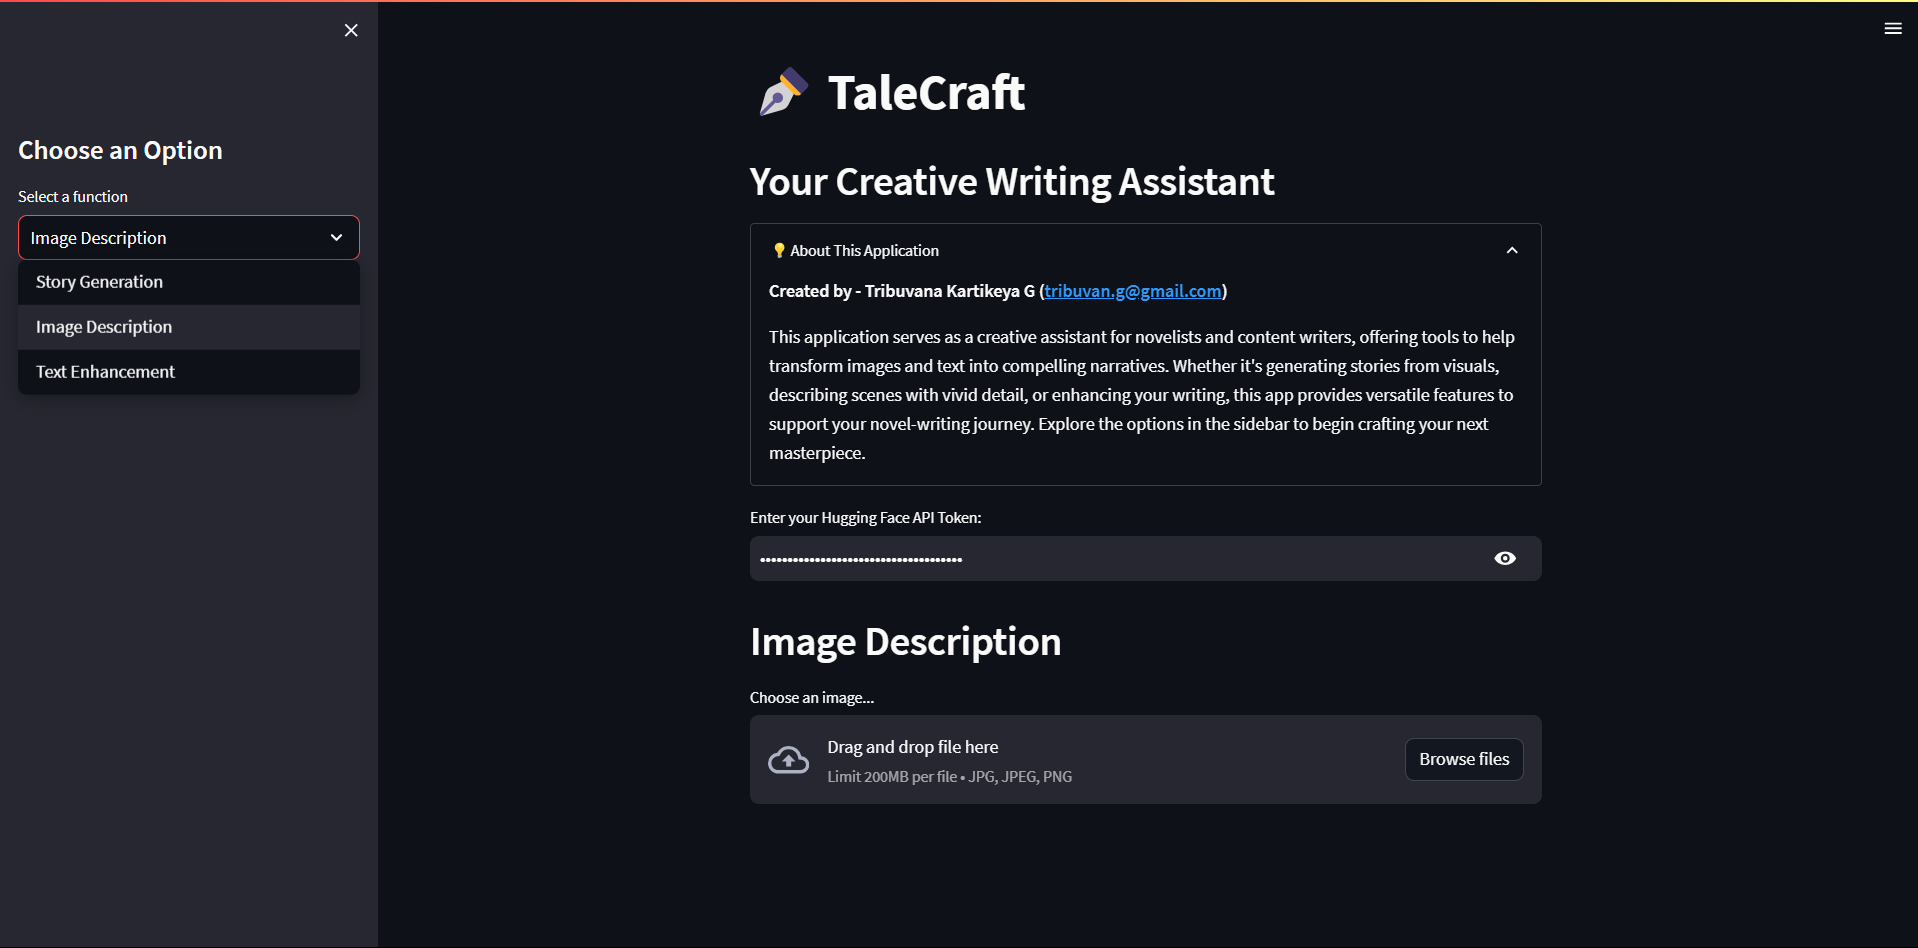 Choose an Option
Select a function
Image Description
Story Generation
Image Description
Text Enhancement
TaleCraft
Your Creative Writing Assistant
About This Application
Created by - Tribuvana Kartikeya G (tribuvan.g@gmail.com)
This application serves as a creative assistant for novelists and content writers, offering tools to help
transform images and text into compelling narratives. Whether it's generating stories from visuals,
describing scenes with vivid detail, or enhancing your writing, this app provides versatile features to
support your novel-writing journey. Explore the options in the sidebar to begin crafting your next
masterpiece.
Enter your Hugging Face API Token:
Image Description
Choose an image...
Drag and drop file here
Limit 200MB per file • JPG, JPEG, PNG
Browse files